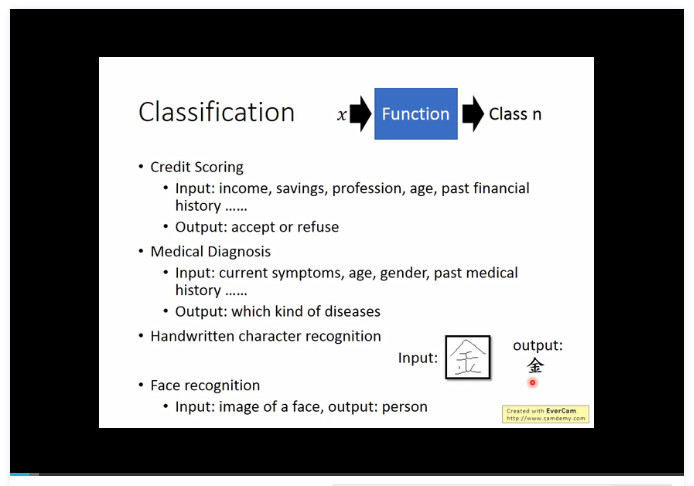 Classification
x
Function
Class n
• Credit Scoring
• Input: income, savings, profession, age, past financial
history ……
• Output: accept or refuse
• Medical Diagnosis
• Input: current symptoms, age, gender, past medical
history ……
• Output: which kind of diseases
• Handwritten character recognition
Input:
金
output:
金
• Face recognition
• Input: image of a face, output: person
Created with EverCam.
http://www.camdemy.com